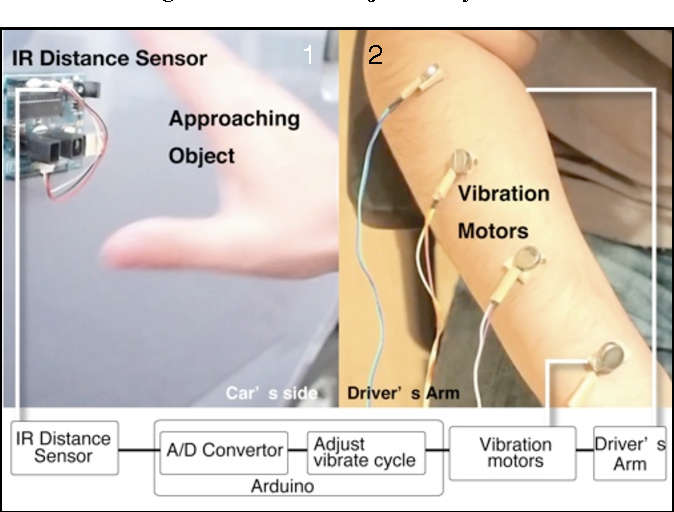 IR Distance Sensor
1
2
Approaching
Object
Vibration
Motors
Car’ s side
Driver’ s Arm
IR Distance
Sensor
A/D Convertor
Adjust
vibrate cycle
Arduino
Vibration
motors
Driver’ s
Arm